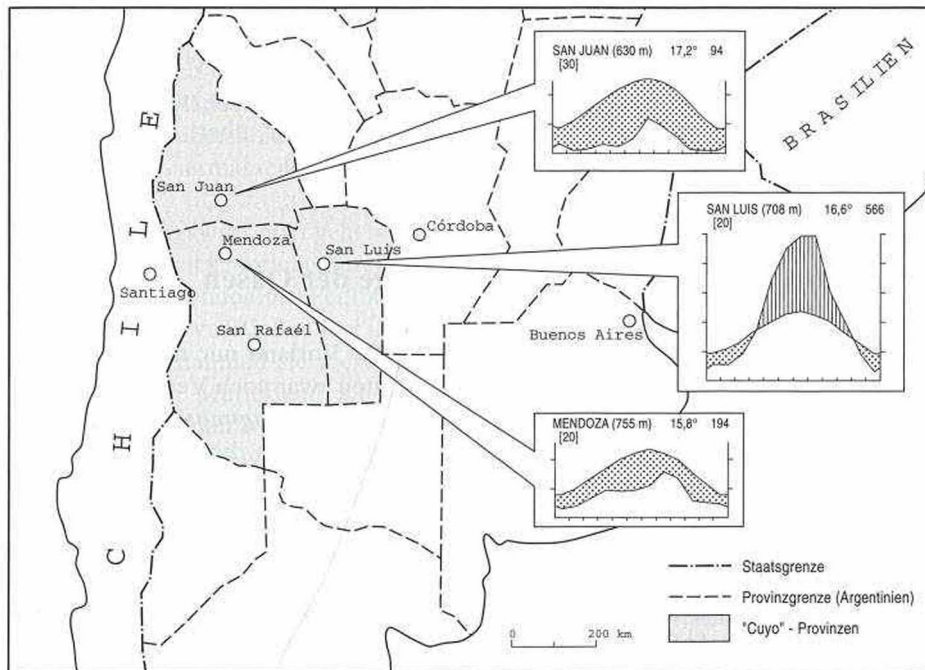 SAN JUAN (630 m) 17,2° 94
[30]
BRASILIEN
CHILE
San Juan
SAN LUIS (708 m) 16,6° 566
[20]
Córdoba
Mendoza
San Luis
Santiago
Buenos Aires
San Rafaél
MENDOZA (755 m) 15,8° 194
[20]
Staatsgrenze
Provinzgrenze (Argentinien)
"Cuyo" - Provinzen
0 200 km